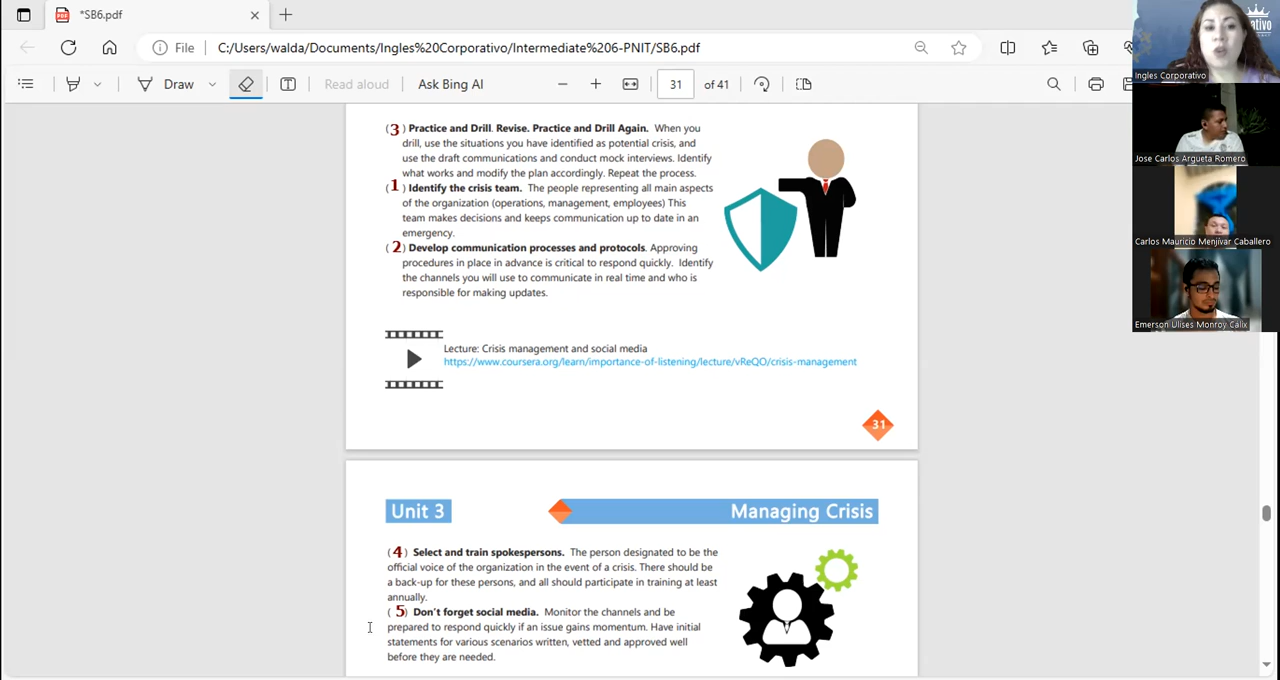 *SB6.pdf
File C:/Users/walda/Documents/Ingles%20Corporativo/Intermediate%206-PNIT/SB6.pdf
Draw Read aloud Ask Bing AI 31 of 41
(3) Practice and Drill. Revise. Practice and Drill Again. When you
drill, use the situations you have identified as potential crisis, and
use the draft communications and conduct mock interviews. Identify
what works and modify the plan accordingly. Repeat the process.
(1) Identify the crisis team. The people representing all main aspects
of the organization (operations, management, employees) This
team makes decisions and keeps communication up to date in an
emergency.
(2) Develop communication processes and protocols. Approving
procedures in place in advance is critical to respond quickly. Identify
the channels you will use to communicate in real time and who is
responsible for making updates.
Lecture: Crisis management and social media
https://www.coursera.org/learn/importance-of-listening/lecture/vReQO/crisis-management
31
Unit 3 Managing Crisis
(4) Select and train spokespersons. The person designated to be the
official voice of the organization in the event of a crisis. There should be
a back-up for these persons, and all should participate in training at least
annually.
(5) Don't forget social media. Monitor the channels and be
prepared to respond quickly if an issue gains momentum. Have initial
statements for various scenarios written, vetted and approved well
before they are needed.
Ingles Corporativo
Jose Carlos Argueta Romero
Carlos Mauricio Menjívar Caballero
Emerson Ulises Monroy Cálix